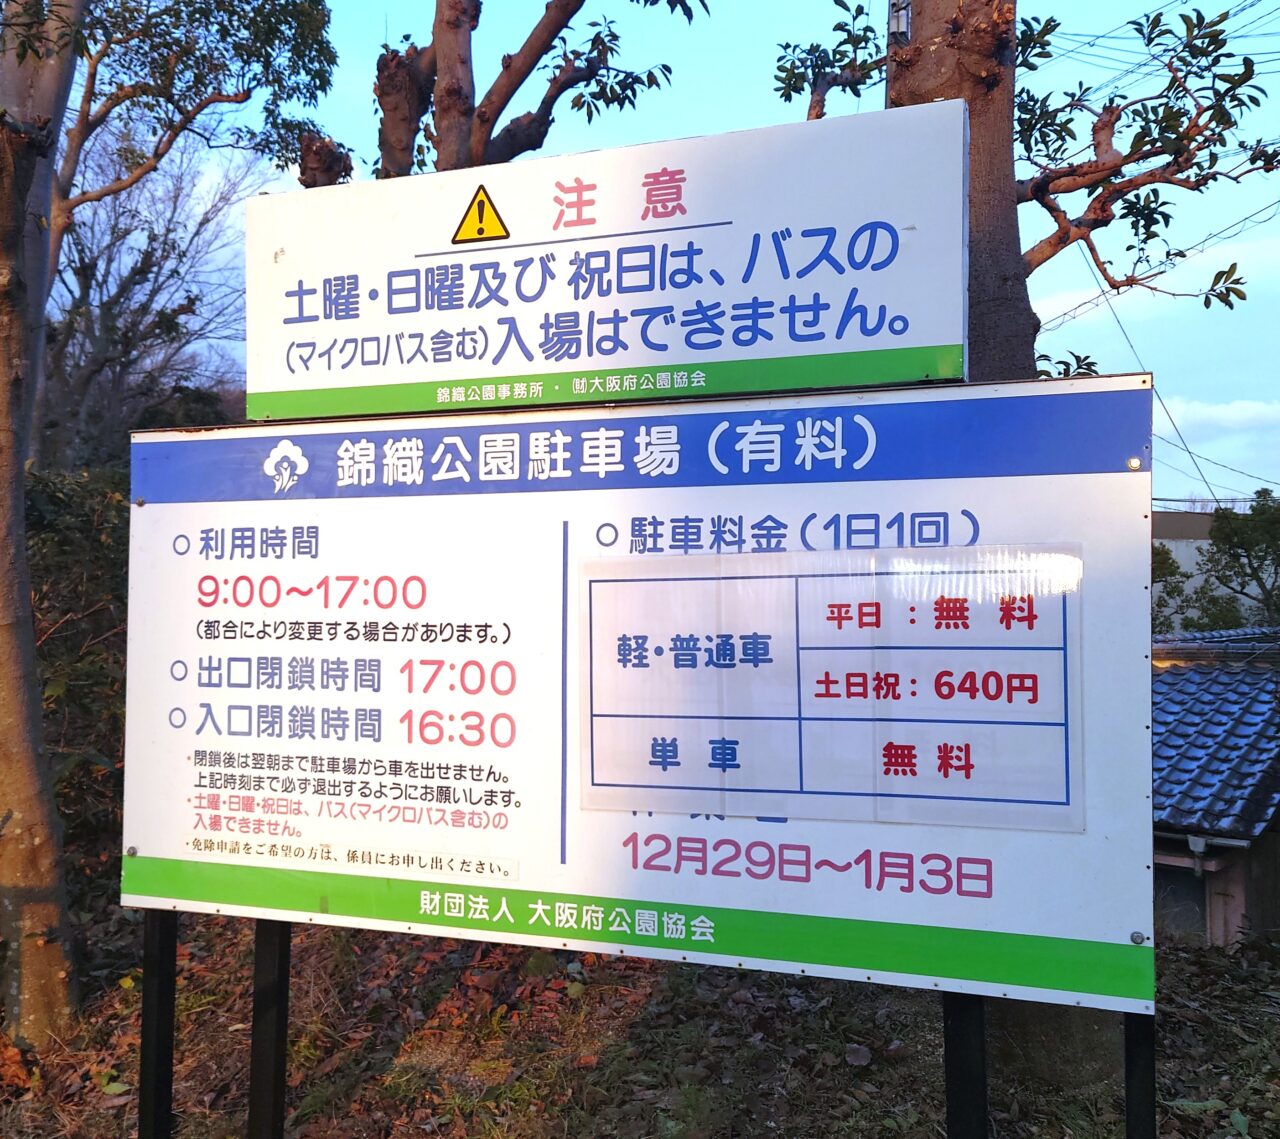 注意
土曜・日曜及び祝日は、バスの
(マイクロバス含む)入場はできません。
錦織公園事務所 ・ ㈶大阪府公園協会
錦織公園駐車場(有料)
○利用時間
9:00～17:00
(都合により変更する場合があります。)
○出口閉鎖時間 17:00
○入口閉鎖時間 16:30
・閉鎖後は翌朝まで駐車場から車を出せません。
上記時刻まで必ず退出するようにお願いします。
・土曜・日曜・祝日は、バス(マイクロバス含む)の
入場できません。
・免除申請をご希望の方は、係員にお申し出ください。
○駐車料金(1日1回)
軽・普通車
平日：無料
土日祝：640円
単車
無料
12月29日～1月3日
財団法人 大阪府公園協会